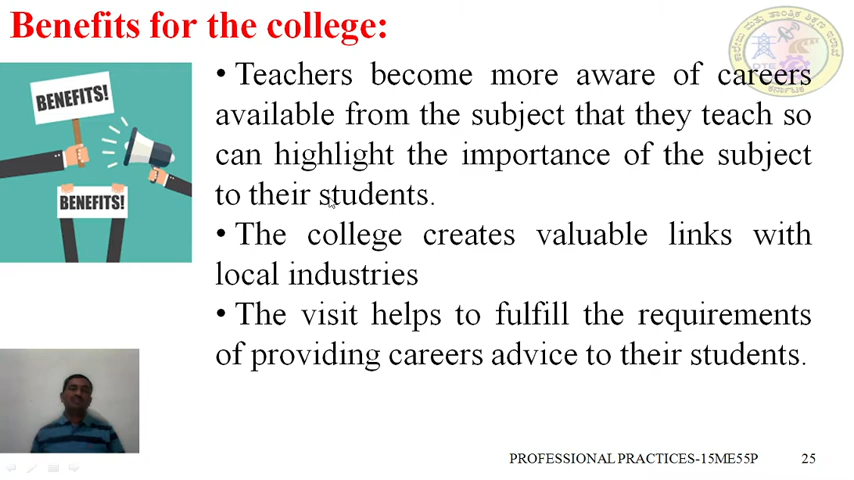 Benefits for the college:
• Teachers become more aware of careers
available from the subject that they teach so
can highlight the importance of the subject
to their students.
• The college creates valuable links with
local industries
• The visit helps to fulfill the requirements
of providing careers advice to their students.
BENEFITS!
BENEFITS!
DTE
PROFESSIONAL PRACTICES-15ME55P 25